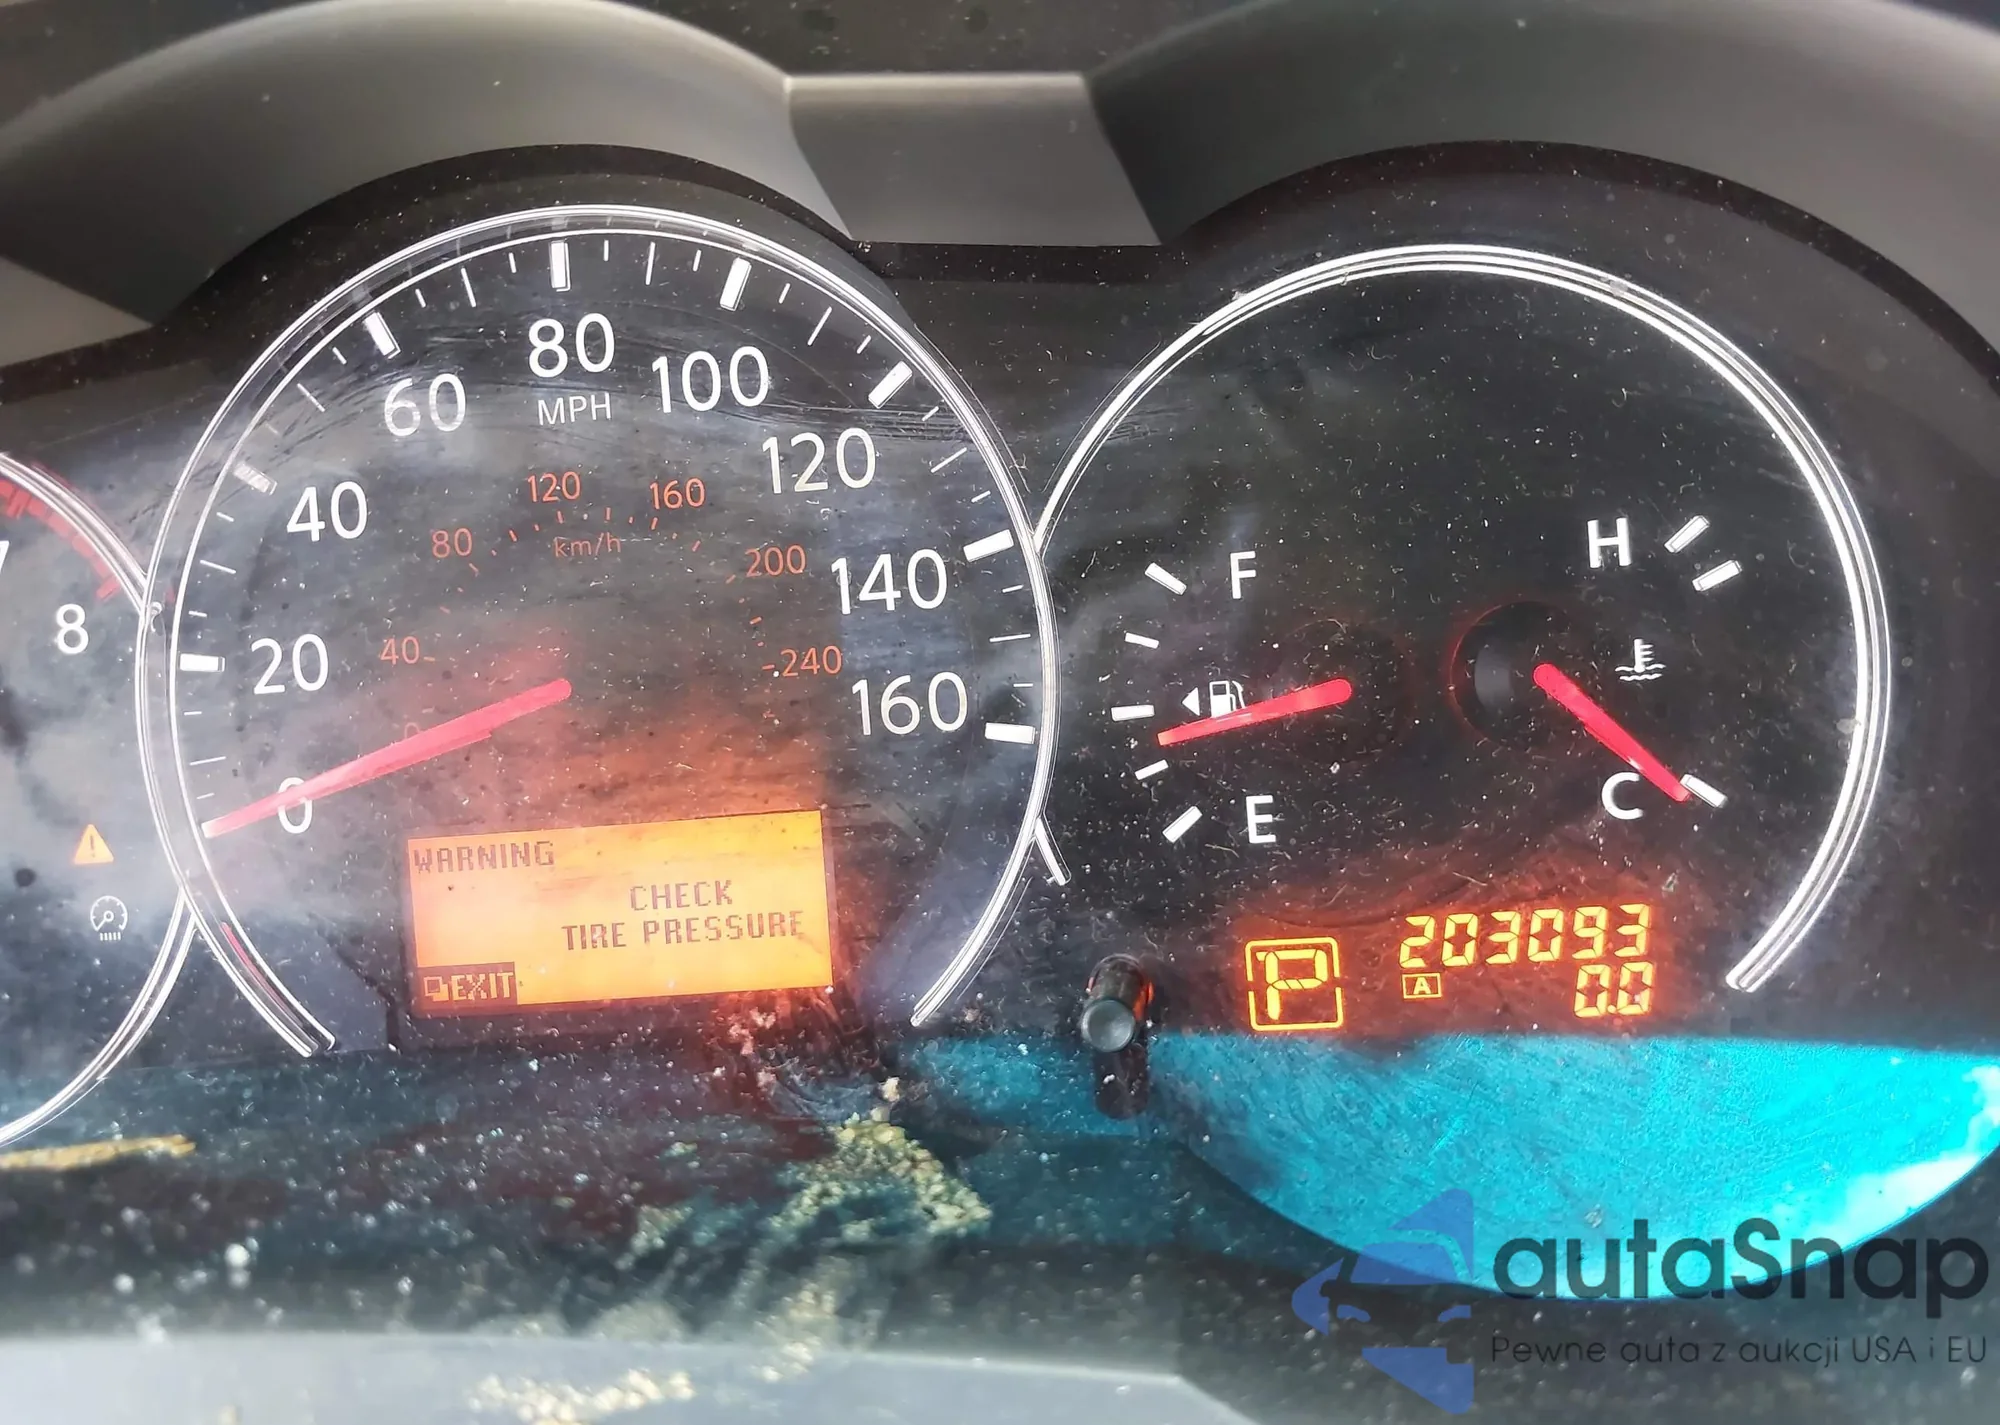 80
60
100
MPH
120
40
120
160
80
km/h
200
140
F
H
8
20
40
240
160
0
C
E
WARNING
CHECK
TIRE PRESSURE
EXIT
P
203093
A
0.0
autaSnap
Pewne auta z aukcji USA i EU